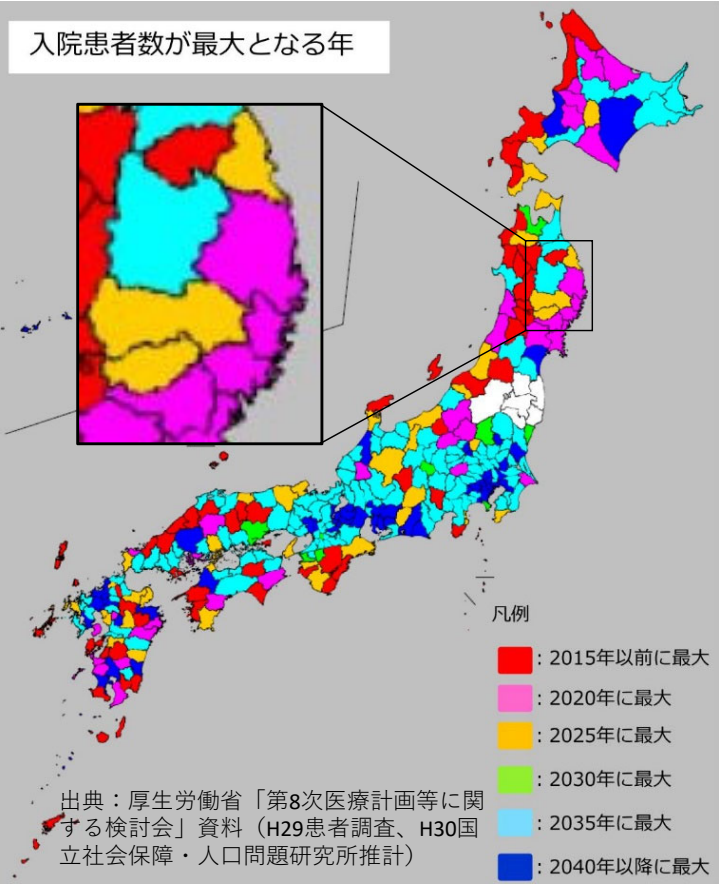 入院患者数が最大となる年
凡例
：2015年以前に最大
：2020年に最大
：2025年に最大
：2030年に最大
：2035年に最大
：2040年以降に最大
出典：厚生労働省「第8次医療計画等に関
する検討会」資料（H29患者調査、H30国
立社会保障・人口問題研究所推計）